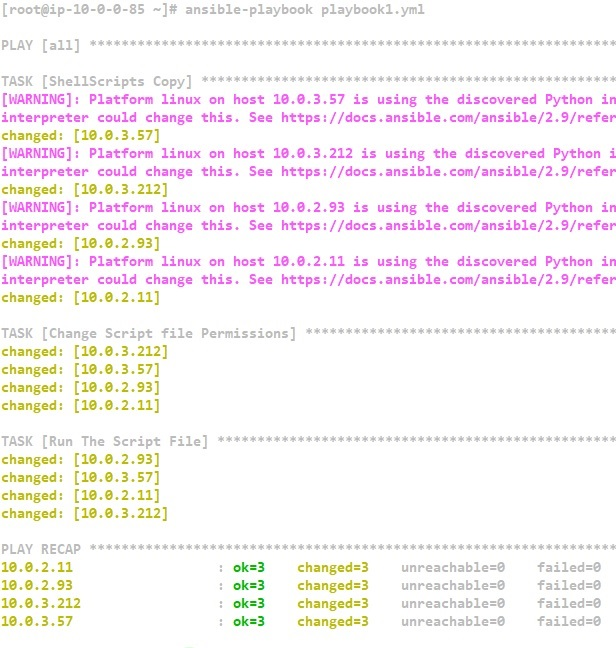 [root@ip-10-0-0-85 ~]# ansible-playbook playbook1.yml
PLAY [all] ******************************************************************
TASK [ShellScripts Copy] ****************************************************
[WARNING]: Platform linux on host 10.0.3.57 is using the discovered Python in
interpreter could change this. See https://docs.ansible.com/ansible/2.9/refer
changed: [10.0.3.57]
[WARNING]: Platform linux on host 10.0.3.212 is using the discovered Python i
interpreter could change this. See https://docs.ansible.com/ansible/2.9/refer
changed: [10.0.3.212]
[WARNING]: Platform linux on host 10.0.2.93 is using the discovered Python in
interpreter could change this. See https://docs.ansible.com/ansible/2.9/refer
changed: [10.0.2.93]
[WARNING]: Platform linux on host 10.0.2.11 is using the discovered Python in
interpreter could change this. See https://docs.ansible.com/ansible/2.9/refer
changed: [10.0.2.11]
TASK [Change Script file Permissions] ***************************************
changed: [10.0.3.212]
changed: [10.0.3.57]
changed: [10.0.2.93]
changed: [10.0.2.11]
TASK [Run The Script File] **************************************************
changed: [10.0.2.93]
changed: [10.0.3.57]
changed: [10.0.2.11]
changed: [10.0.3.212]
PLAY RECAP ******************************************************************
10.0.2.11 : ok=3 changed=3 unreachable=0 failed=0
10.0.2.93 : ok=3 changed=3 unreachable=0 failed=0
10.0.3.212 : ok=3 changed=3 unreachable=0 failed=0
10.0.3.57 : ok=3 changed=3 unreachable=0 failed=0